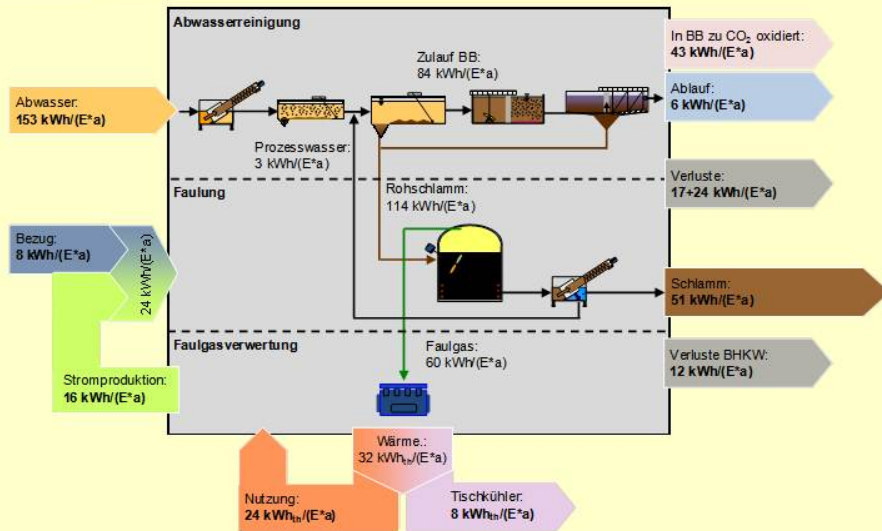 Abwasserreinigung
Zulauf BB:
84 kWh/(E*a)
In BB zu CO₂ oxidiert:
43 kWh/(E*a)
Ablauf:
6 kWh/(E*a)
Abwasser:
153 kWh/(E*a)
Prozesswasser:
3 kWh/(E*a)
Rohschlamm:
114 kWh/(E*a)
Verluste:
17+24 kWh/(E*a)
Faulung
Bezug:
8 kWh/(E*a)
24 kWh/(E*a)
Schlamm:
51 kWh/(E*a)
Faulgasverwertung
Faulgas:
60 kWh/(E*a)
Verluste BHKW:
12 kWh/(E*a)
Stromproduktion:
16 kWh/(E*a)
Wärme.:
32 kWhth/(E*a)
Nutzung:
24 kWhth/(E*a)
Tischkühler:
8 kWhth/(E*a)